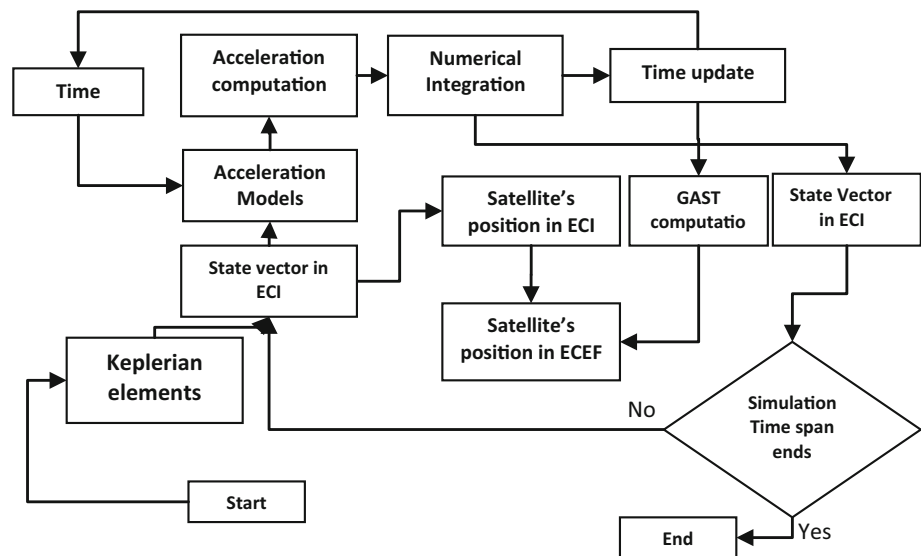 Time
Acceleration
computation
Numerical
Integration
Time update
Acceleration
Models
Satellite's
position in ECI
GAST
computatio
State Vector
in ECI
State vector in
ECI
Satellite's
position in ECEF
Keplerian
elements
No
Simulation
Time span
ends
Start
Yes
End